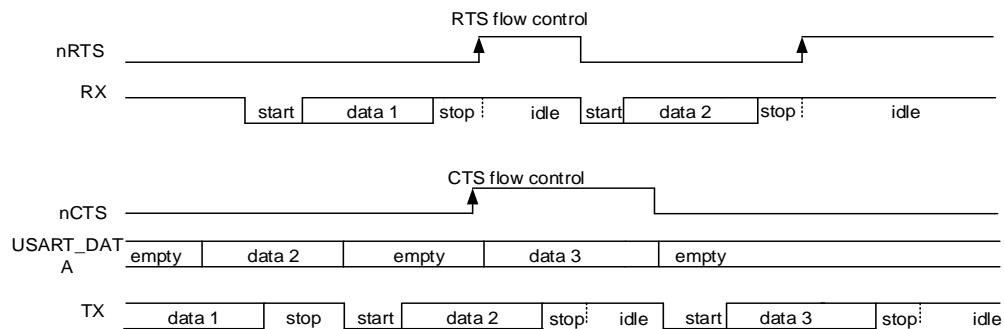 RTS flow control
nRTS
RX
start data 1 stop idle start data 2 stop idle
CTS flow control
nCTS
USART_DAT
A
empty data 2 empty data 3 empty
TX
data 1 stop start data 2 stop idle start data 3 stop idle